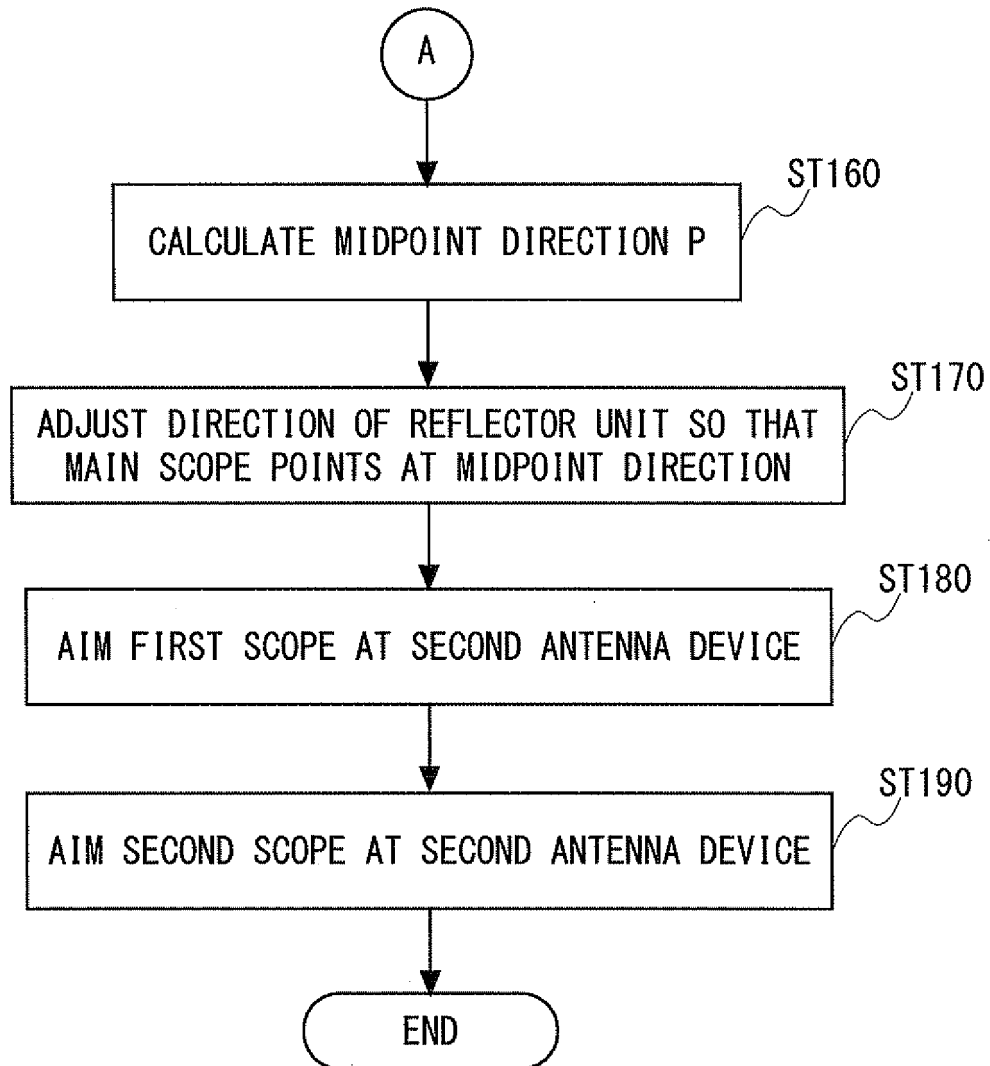 A
ST160
CALCULATE MIDPOINT DIRECTION P
ST170
ADJUST DIRECTION OF REFLECTOR UNIT SO THAT
MAIN SCOPE POINTS AT MIDPOINT DIRECTION
ST180
AIM FIRST SCOPE AT SECOND ANTENNA DEVICE
ST190
AIM SECOND SCOPE AT SECOND ANTENNA DEVICE
END